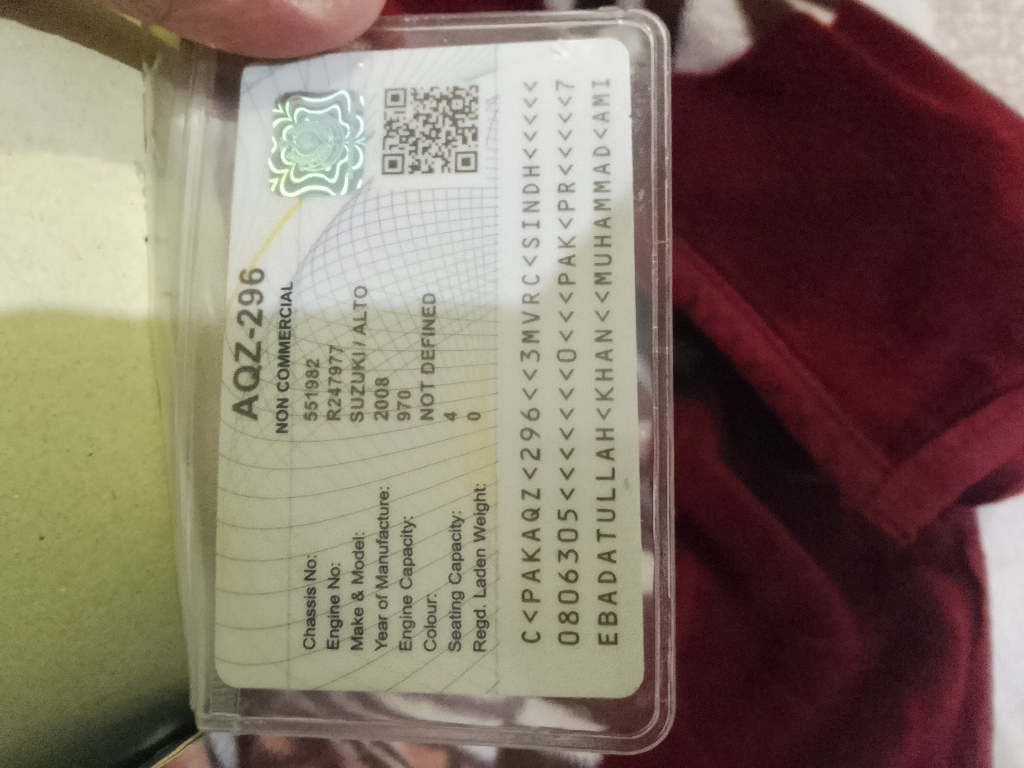 AQZ-296
NON COMMERCIAL
Chassis No: 551982
Engine No: R247977
Make & Model: SUZUKI / ALTO
Year of Manufacture: 2008
Engine Capacity: 970
Colour: NOT DEFINED
Seating Capacity: 4
Regd. Laden Weight: 0
C<PAKAQZ<296<<3MVRC<SINDH<<<<<
0806305<<<<<<<0<<<PAK<PR<<<<<7
EBADATULLAH<KHAN<<MUHAMMAD<AMI